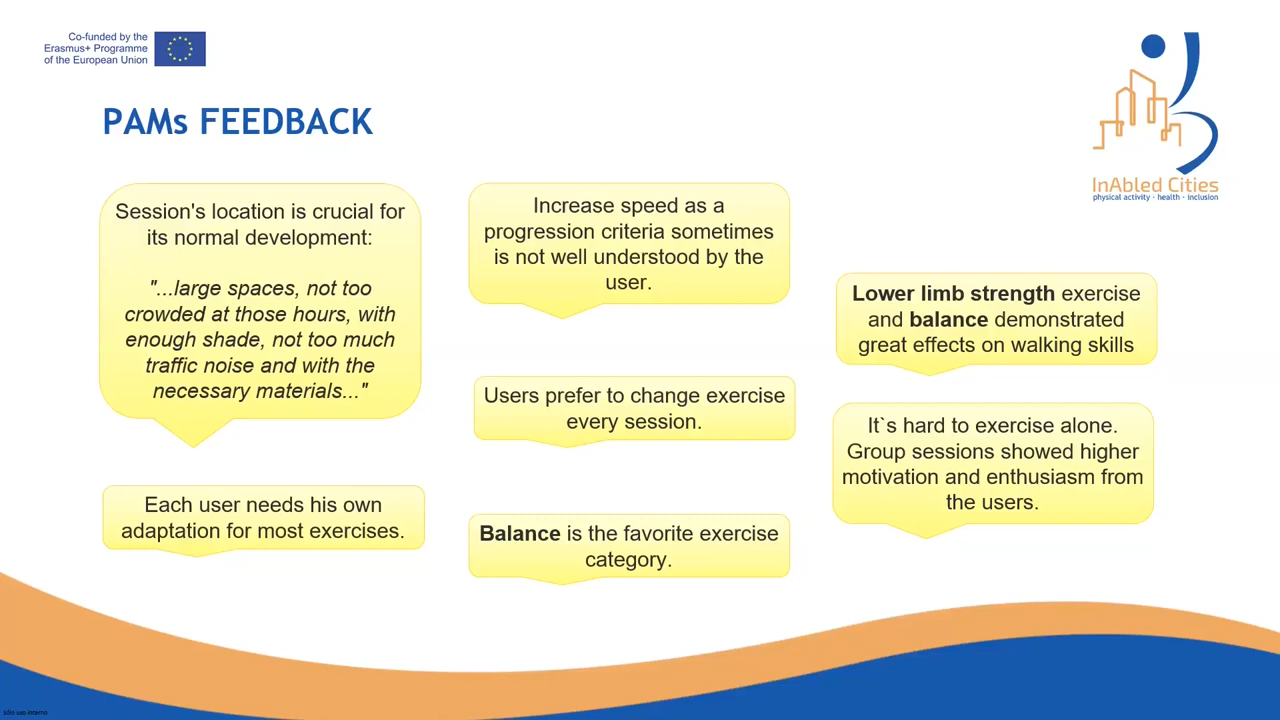 Co-funded by the
Erasmus+ Programme
of the European Union
PAMs FEEDBACK
InAbled Cities
physical activity · health · inclusion
Session's location is crucial for
its normal development:
"...large spaces, not too
crowded at those hours, with
enough shade, not too much
traffic noise and with the
necessary materials..."
Each user needs his own
adaptation for most exercises.
Increase speed as a
progression criteria sometimes
is not well understood by the
user.
Users prefer to change exercise
every session.
Balance is the favorite exercise
category.
Lower limb strength exercise
and balance demonstrated
great effects on walking skills
It`s hard to exercise alone.
Group sessions showed higher
motivation and enthusiasm from
the users.
sólo uso interno